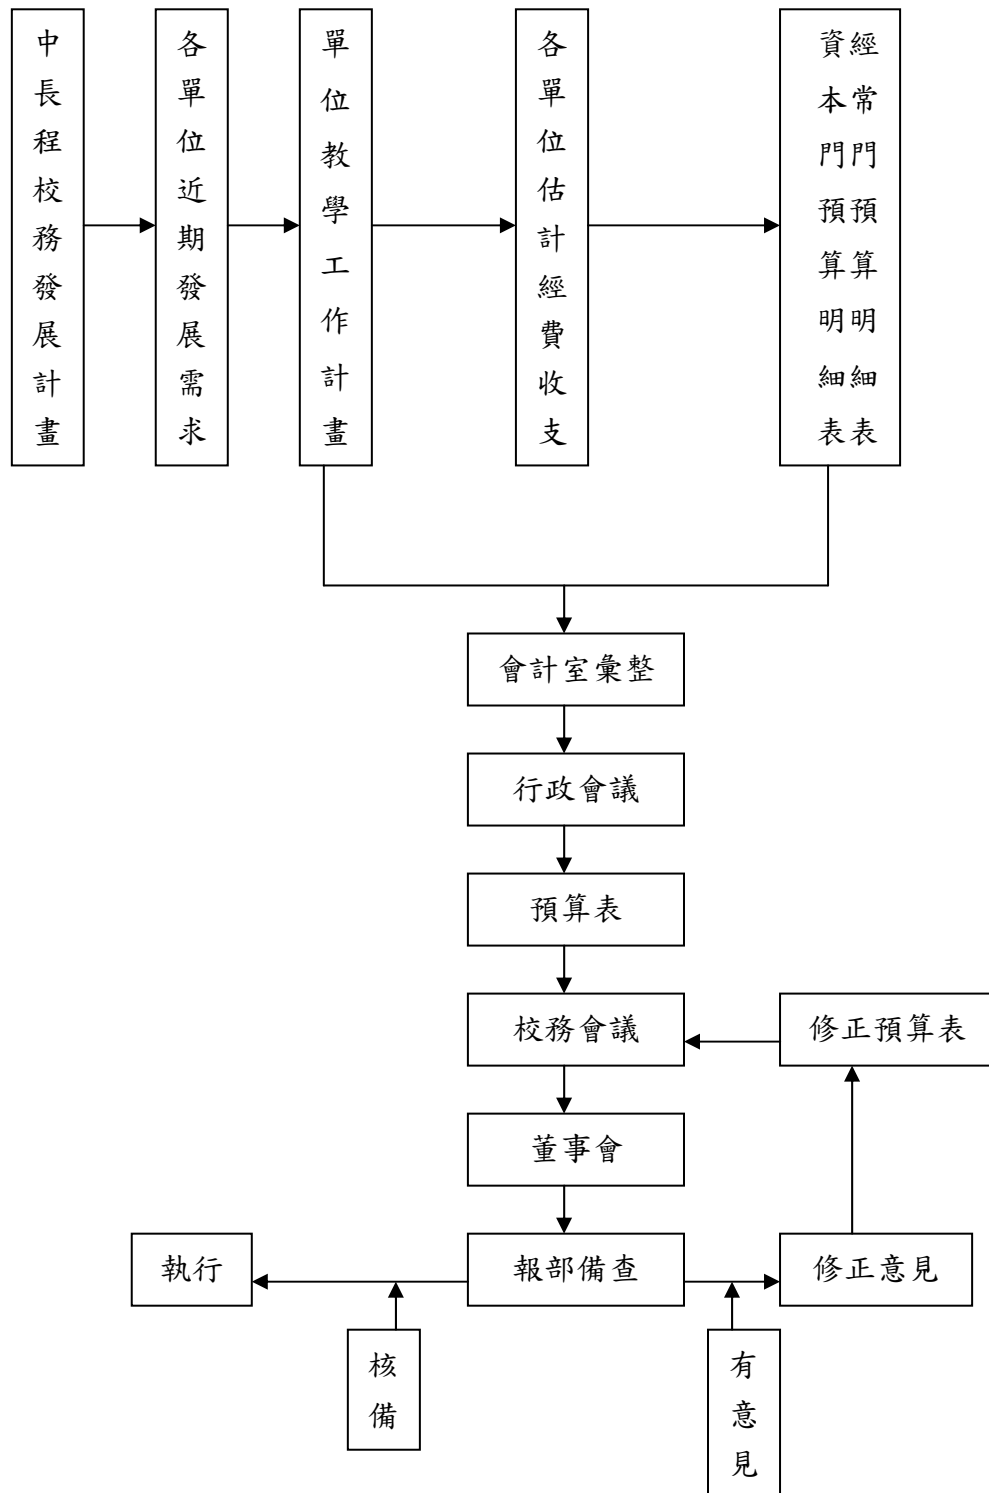 中長程校務發展計畫
各單位近期發展需求
單位教學工作計畫
各單位估計經費收支
經常門預算明細表
資本門預算明細表
會計室彙整
行政會議
預算表
校務會議
修正預算表
董事會
執行
報部備查
修正意見
核備
有意見